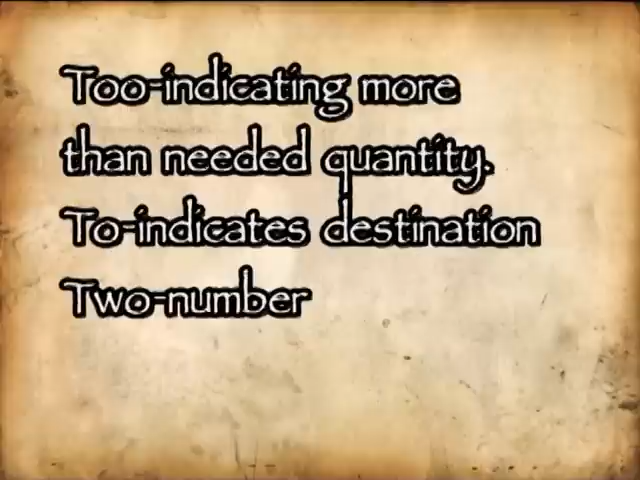 Too-indicating more
than needed quantity.
To-indicates destination
Two-number